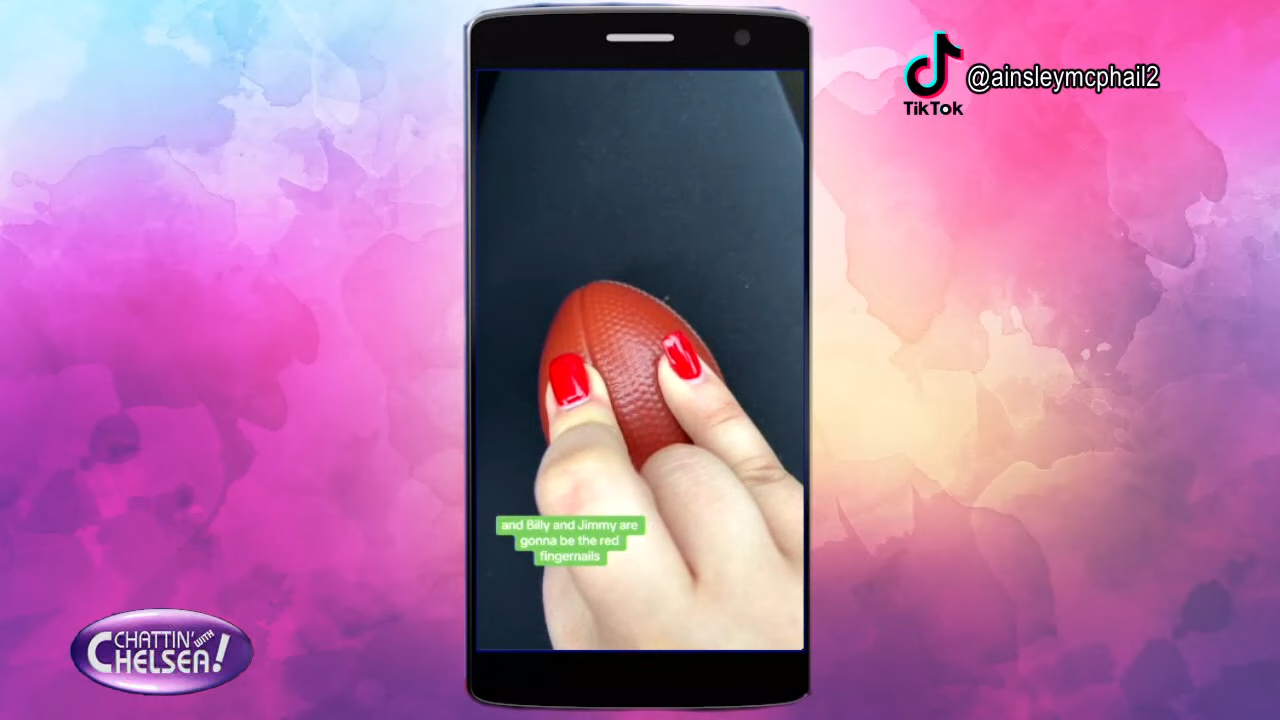 TikTok
@ainsleymcphail2
and Billy and Jimmy are
gonna be the red
fingernails
CHATTIN' WITH
CHELSEA!